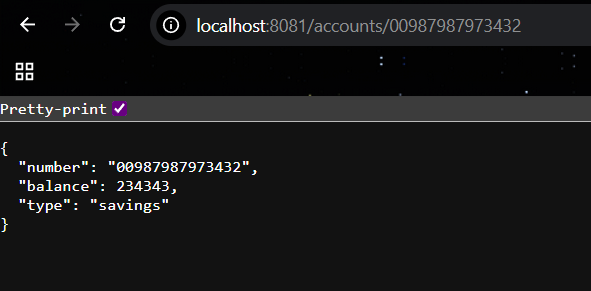 localhost:8081/accounts/00987987973432
Pretty-print
{
  "number": "00987987973432",
  "balance": 234343,
  "type": "savings"
}